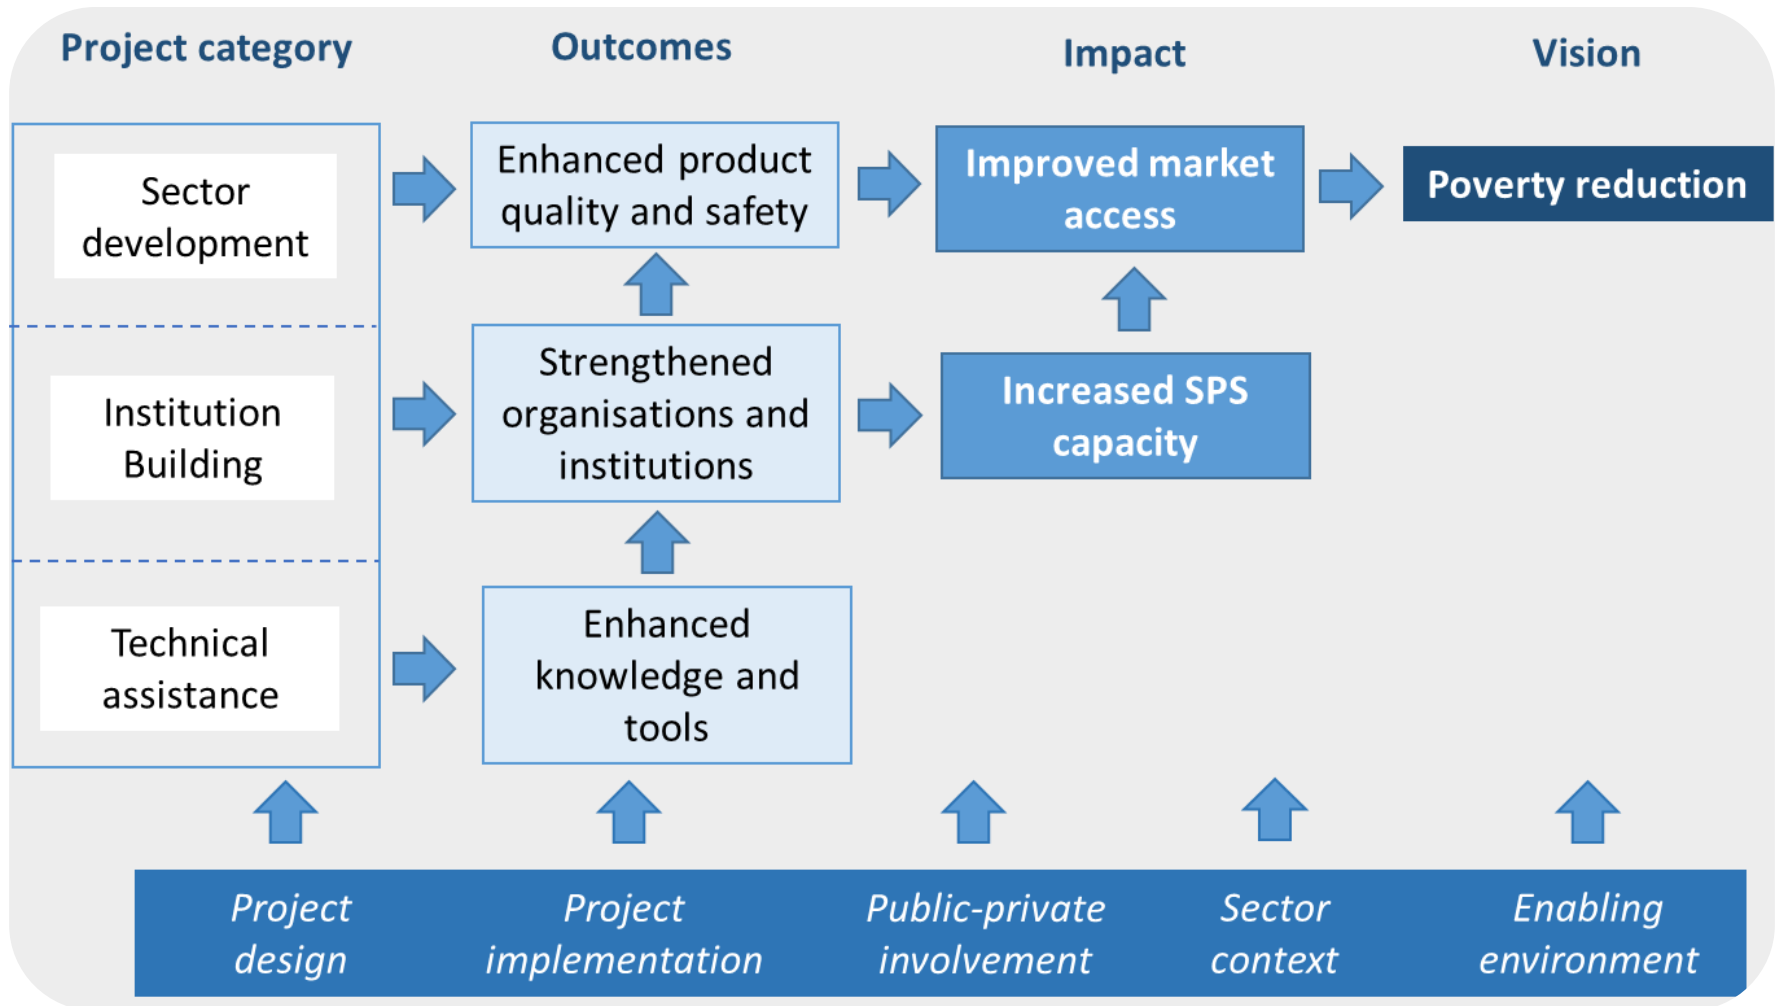 Project category
Outcomes
Impact
Vision
Sector
development
Enhanced product
quality and safety
Improved market
access
Poverty reduction
Institution
Building
Strengthened
organisations and
institutions
Increased SPS
capacity
Technical
assistance
Enhanced
knowledge and
tools
Project
design
Project
implementation
Public-private
involvement
Sector
context
Enabling
environment